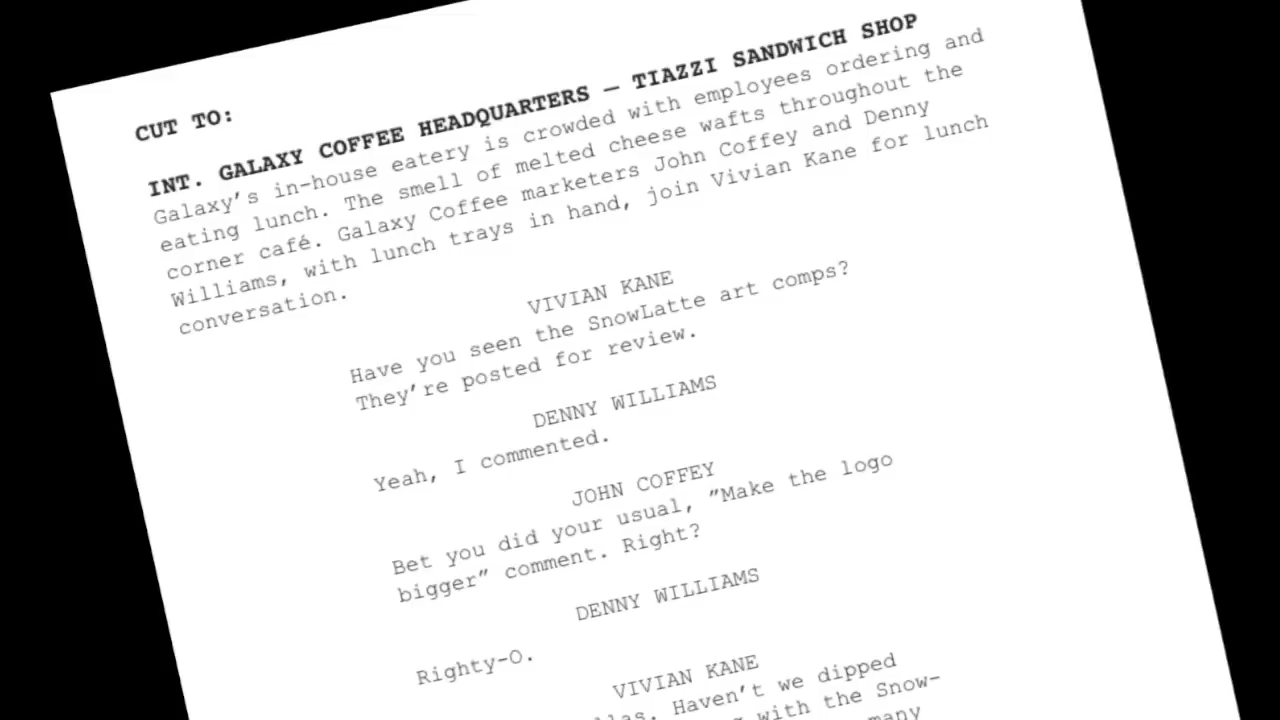 CUT TO:
INT. GALAXY COFFEE HEADQUARTERS – TIAZZI SANDWICH SHOP
Galaxy’s in-house eatery is crowded with employees ordering and
eating lunch. The smell of melted cheese wafts throughout the
corner café. Galaxy Coffee marketers John Coffey and Denny
Williams, with lunch trays in hand, join Vivian Kane for lunch
conversation.
VIVIAN KANE
Have you seen the SnowLatte art comps?
They’re posted for review.
DENNY WILLIAMS
Yeah, I commented.
JOHN COFFEY
Bet you did your usual, ”Make the logo
bigger” comment. Right?
DENNY WILLIAMS
Righty-O.
VIVIAN KANE
Haven’t we dipped
with the Snow-
many